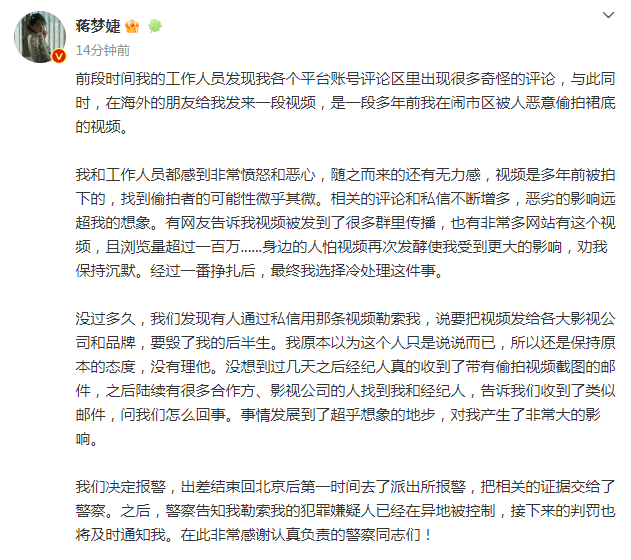 蒋梦婕
14分钟前
前段时间我的工作人员发现我各个平台账号评论区里出现很多奇怪的评论，与此同
时，在海外的朋友给我发来一段视频，是一段多年前我在闹市区被人恶意偷拍裙底
的视频。
我和工作人员都感到非常愤怒和恶心，随之而来的还有无力感，视频是多年前被拍
下的，找到偷拍者的可能性微乎其微。相关的评论和私信不断增多，恶劣的影响远
超我的想象。有网友告诉我视频被发到了很多群里传播，也有非常多网站有这个视
频，且浏览量超过一百万......身边的人怕视频再次发酵使我受到更大的影响，劝我
保持沉默。经过一番挣扎后，最终我选择冷处理这件事。
没过多久，我们发现有人通过私信用那条视频勒索我，说要把视频发给各大影视公
司和品牌，要毁了我的后半生。我原本以为这个人只是说说而已，所以还是保持原
本的态度，没有理他。没想到过几天之后经纪人真的收到了带有偷拍视频截图的邮
件，之后陆续有很多合作方、影视公司的人找到我和经纪人，告诉我们收到了类似
邮件，问我们怎么回事。事情发展到了超乎想象的地步，对我产生了非常大的影
响。
我们决定报警，出差结束回北京后第一时间去了派出所报警，把相关的证据交给了
警察。之后，警察告知我勒索我的犯罪嫌疑人已经在异地被控制，接下来的判罚也
将及时通知我。在此非常感谢认真负责的警察同志们！